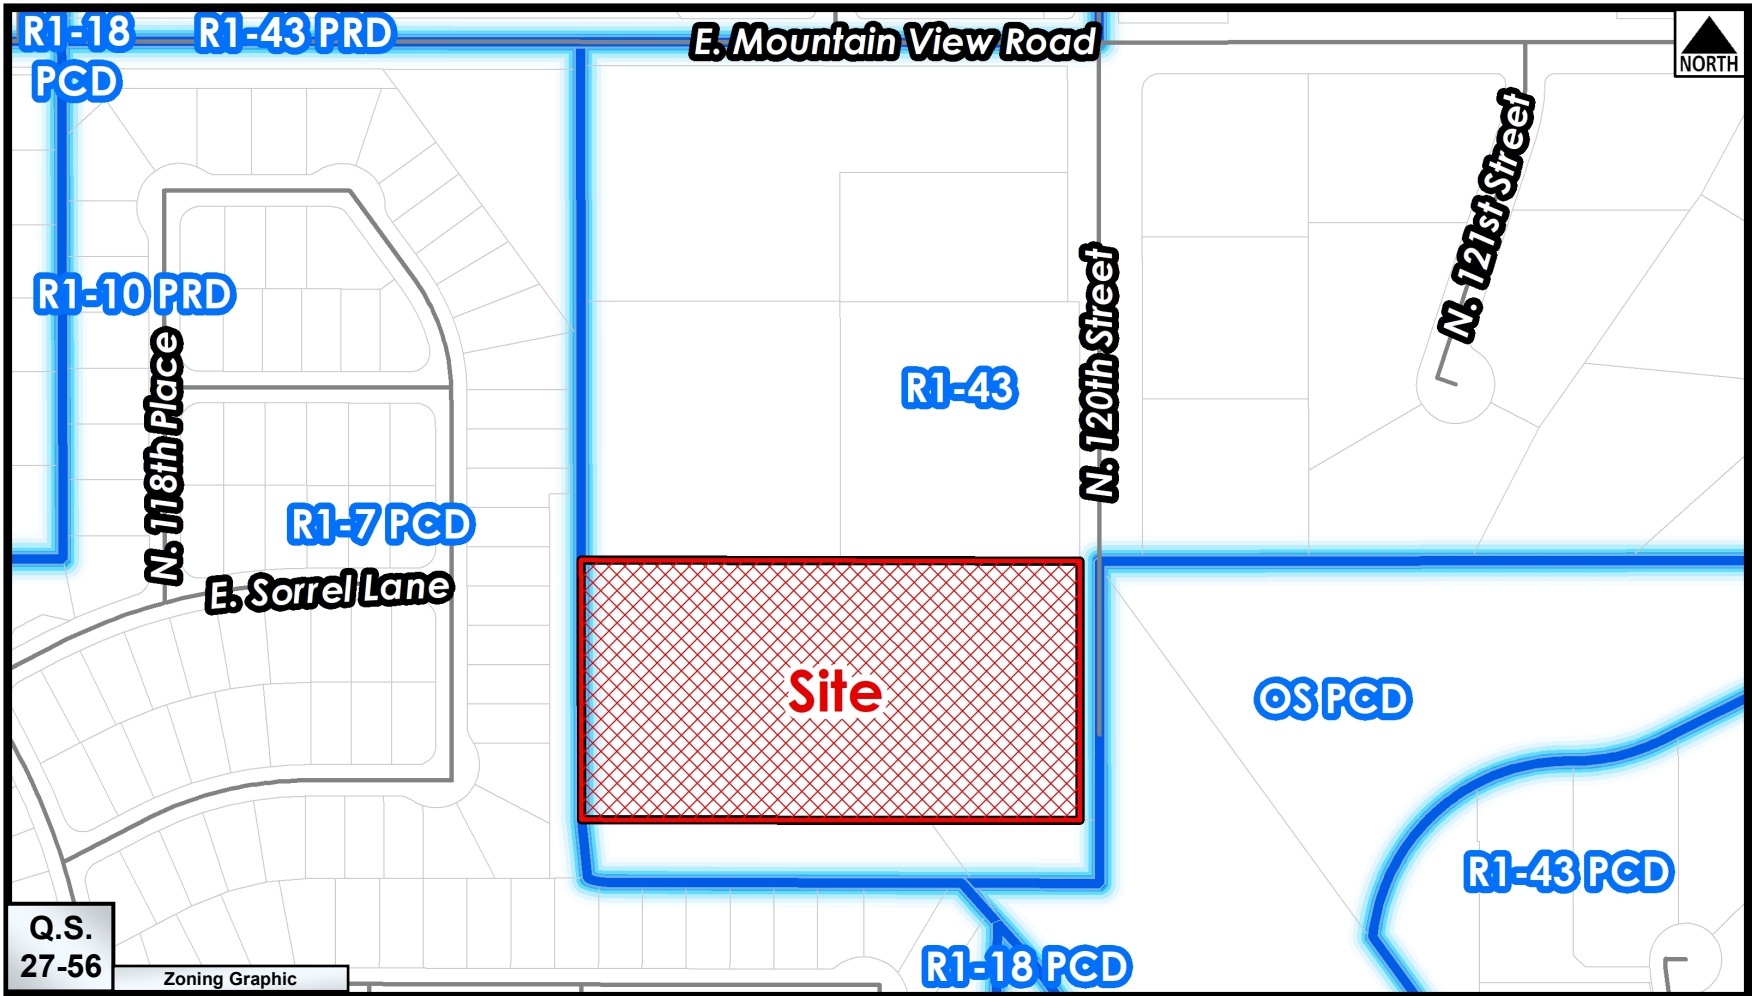 R1-18
PCD
R1-43 PRD
E. Mountain View Road
NORTH
N. 121st Street
R1-10 PRD
N. 118th Place
R1-43
N. 120th Street
R1-7 PCD
E. Sorrel Lane
Site
OS PCD
R1-43 PCD
R1-18 PCD
Q.S.
27-56
Zoning Graphic